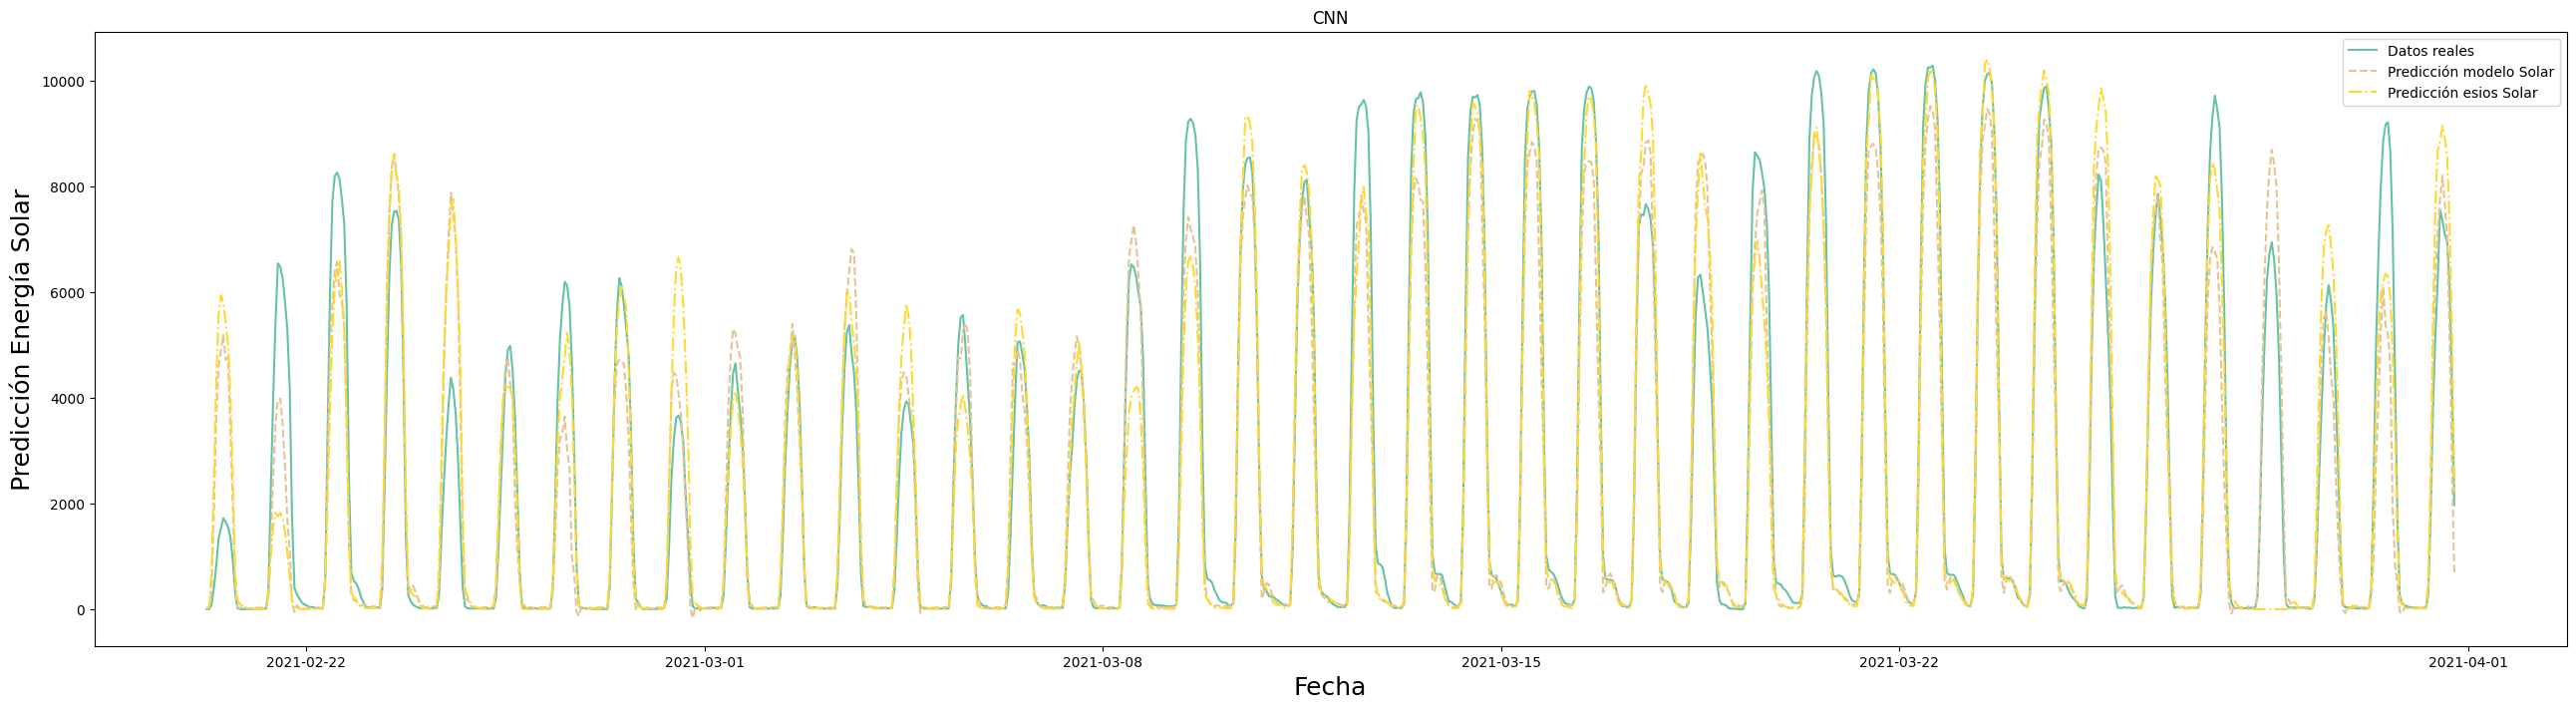 CNN
Predicción Energía Solar
10000
8000
6000
4000
2000
0
Datos reales
Predicción modelo Solar
Predicción esios Solar
2021-02-22
2021-03-01
2021-03-08
2021-03-15
2021-03-22
2021-04-01
Fecha